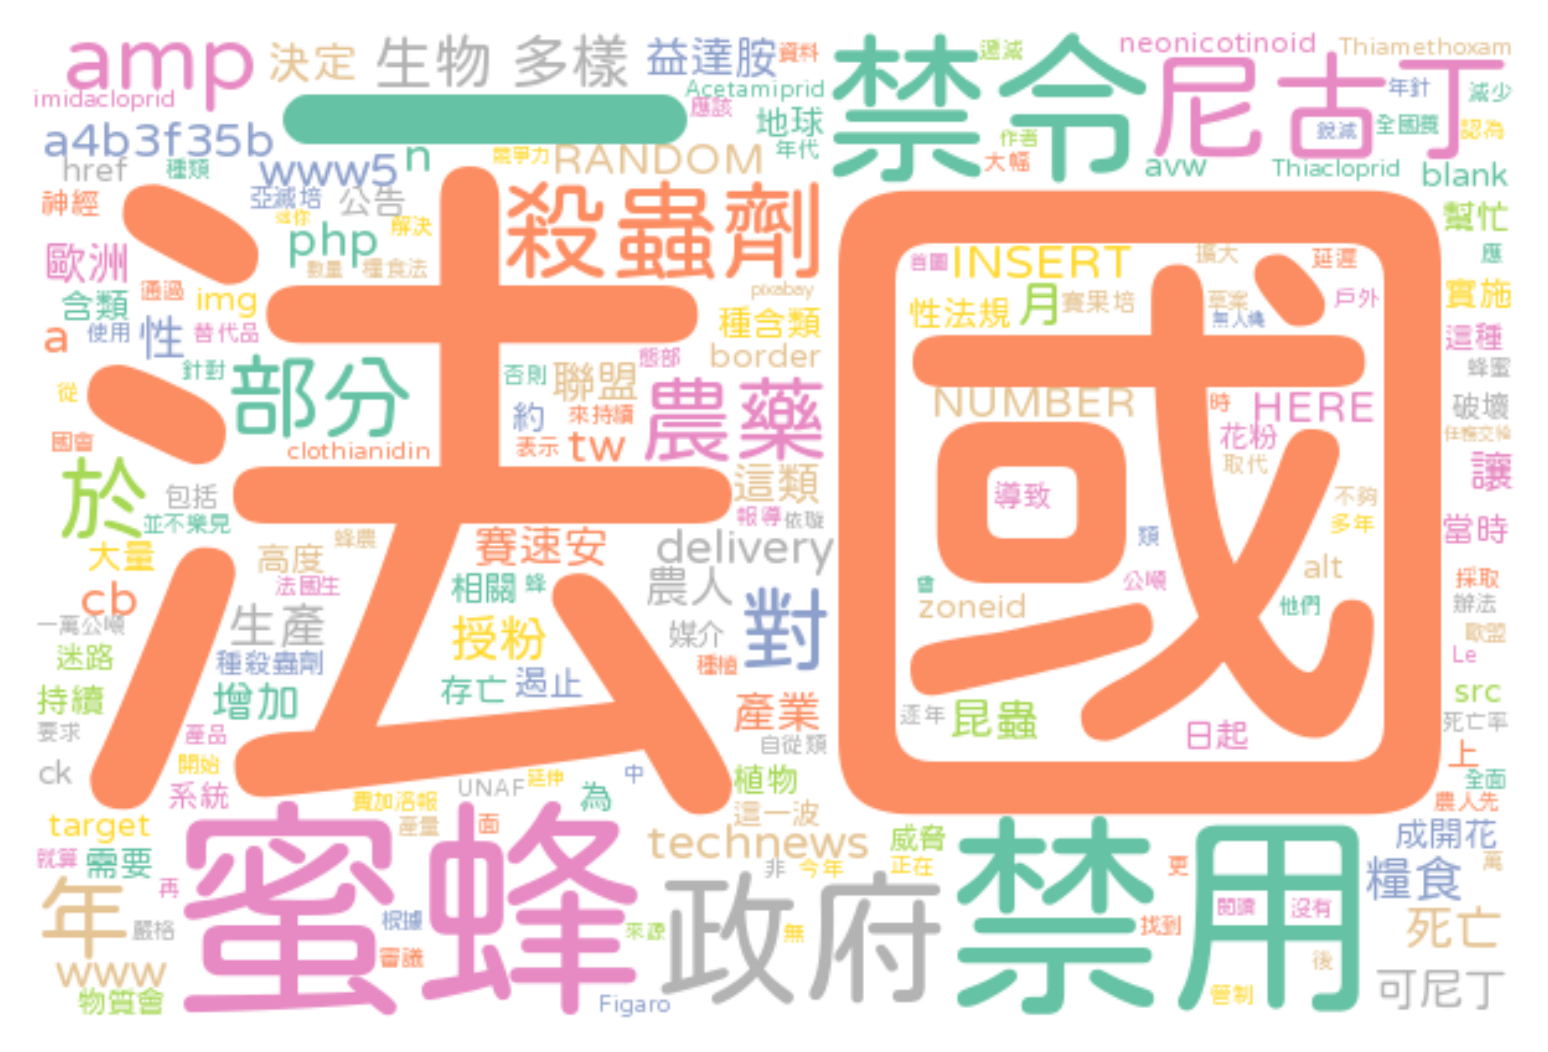 amp
決定
生物 多樣
益達胺
資料
禁令
遞減
neonicotinoid
Thiamethoxam
imidacloprid
一
Acetamiprid
應該
尼古丁
年針
減少
a4b3f35b
n
地球
年代
作者
銳減
全國農
認為
href
種類
www5
競爭力
RANDOM
大幅
avw
Thiacloprid
blank
神經
亞滅培
公告
這你
解決
殺蟲劑
法國
幫忙
歐洲
php
數量
糧食法
首圖
INSERT
擴大
延遲
應
含類
通過
img
pixabay
性法規
月
賽果培
草案
無人機
戶外
實施
a
使用
性
替代品
種含類
這種
針對
部分
否則
聯盟
態部
border
蜂蜜
從
約
來持續
農藥
NUMBER
時
HERE
破壞
國會
clothianidin
表示
tw
花粉
取代
於
包括
並不樂見
這類
導致
不夠
讓
報導
依璇
多年
大量
高度
蜂農
賽速安
delivery
類
當時
cb
法國生
相關
蜂
農人
曾
公頃
alt
採取
一萬公頃
生產
授粉
媒介
對
zoneid
他們
辦法
迷路
種殺蟲劑
種植
歐盟
Le
持續
增加
存亡
遏止
產業
src
要求
產品
逐年
昆蟲
日起
死亡率
自從類
ck
開始
系統
UNAF
延伸
中
植物
上
全面
費加洛報
為
農人先
target
產量
面
這一波
technews
威脅
成開花
就算
需要
蜜蜂
非
今年
正在
禁用
更
糧食
萬
年
再
政府
閱讀
沒有
嚴格
根據
來源
無
找到
死亡
www
審議
後
物質會
Figaro
管制
可尼丁